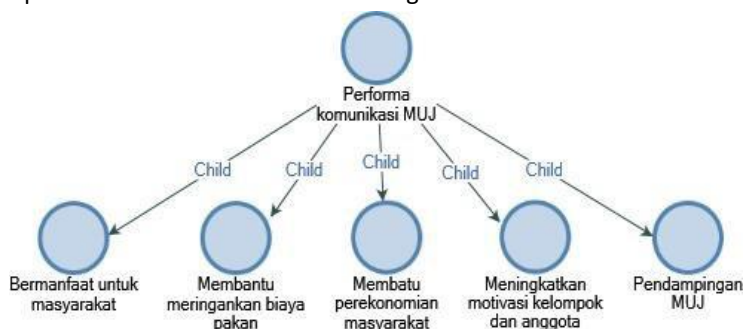 Performa
komunikasi MUJ
Child
Child
Child
Child
Child
Bermanfaat untuk
masyarakat
Membantu
meringankan biaya
pakan
Membatu
perekonomian
masyarakat
Meningkatkan
motivasi kelompok
dan anggota
Pendampingan
MUJ